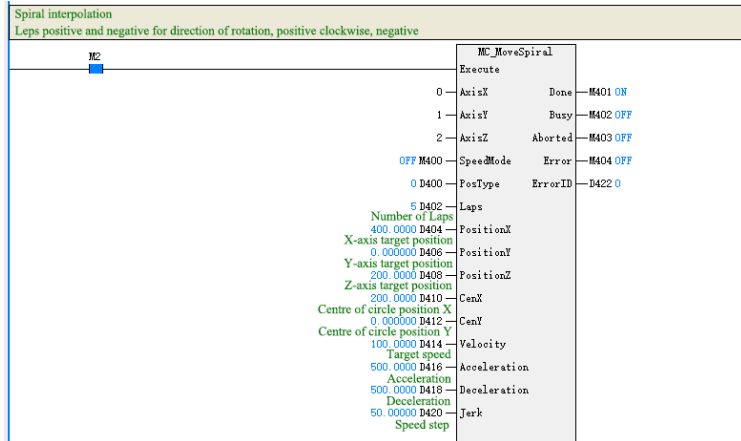 Spiral interpolation
Leps positive and negative for direction of rotation, positive clockwise, negative
M2
MC_MoveSpiral
Execute
0 AxisX Done M401 ON
1 AxisY Busy M402 OFF
2 AxisZ Aborted M403 OFF
OFF M400 SpeedMode Error M404 OFF
0 D400 PosType ErrorID D422 0
5 D402 Laps
Number of Laps
400.0000 D404 PositionX
X-axis target position
0.000000 D406 PositionY
Y-axis target position
200.0000 D408 PositionZ
Z-axis target position
200.0000 D410 CenX
Centre of circle position X
0.000000 D412 CenY
Centre of circle position Y
100.0000 D414 Velocity
Target speed
500.0000 D416 Acceleration
Acceleration
500.0000 D418 Deceleration
Deceleration
50.00000 D420 Jerk
Speed step